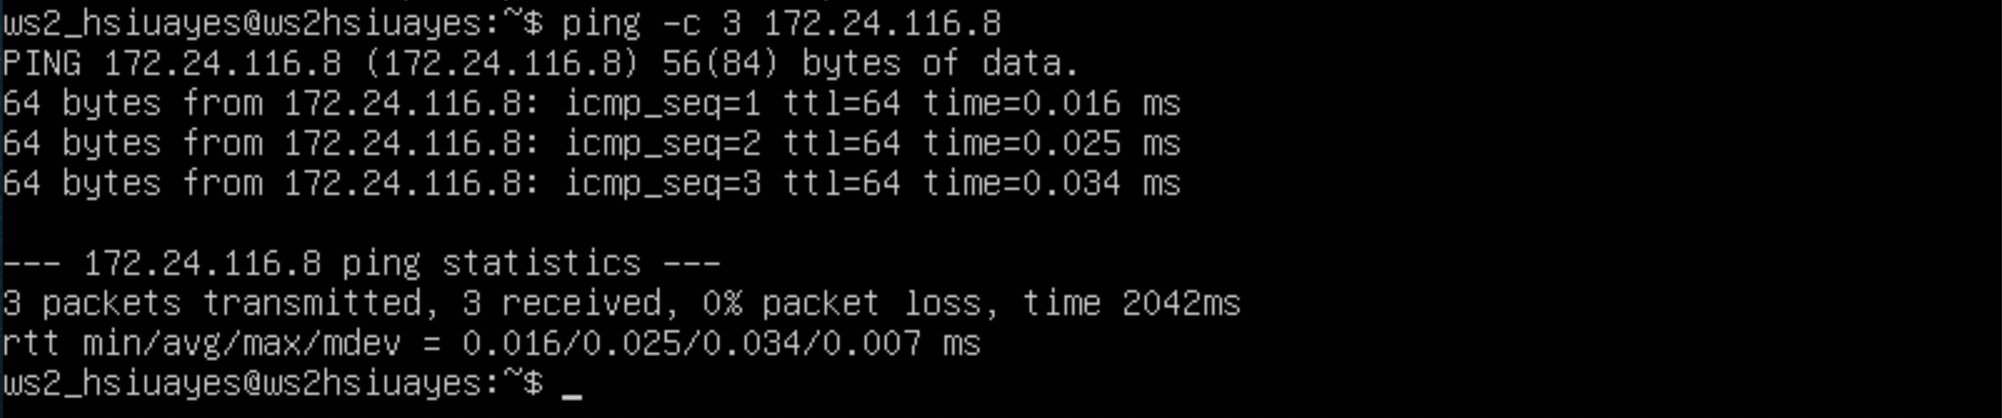 ws2_hsiuayes@ws2hsiuayes:~$ ping -c 3 172.24.116.8
PING 172.24.116.8 (172.24.116.8) 56(84) bytes of data.
64 bytes from 172.24.116.8: icmp_seq=1 ttl=64 time=0.016 ms
64 bytes from 172.24.116.8: icmp_seq=2 ttl=64 time=0.025 ms
64 bytes from 172.24.116.8: icmp_seq=3 ttl=64 time=0.034 ms
--- 172.24.116.8 ping statistics ---
3 packets transmitted, 3 received, 0% packet loss, time 2042ms
rtt min/avg/max/mdev = 0.016/0.025/0.034/0.007 ms
ws2_hsiuayes@ws2hsiuayes:~$ _